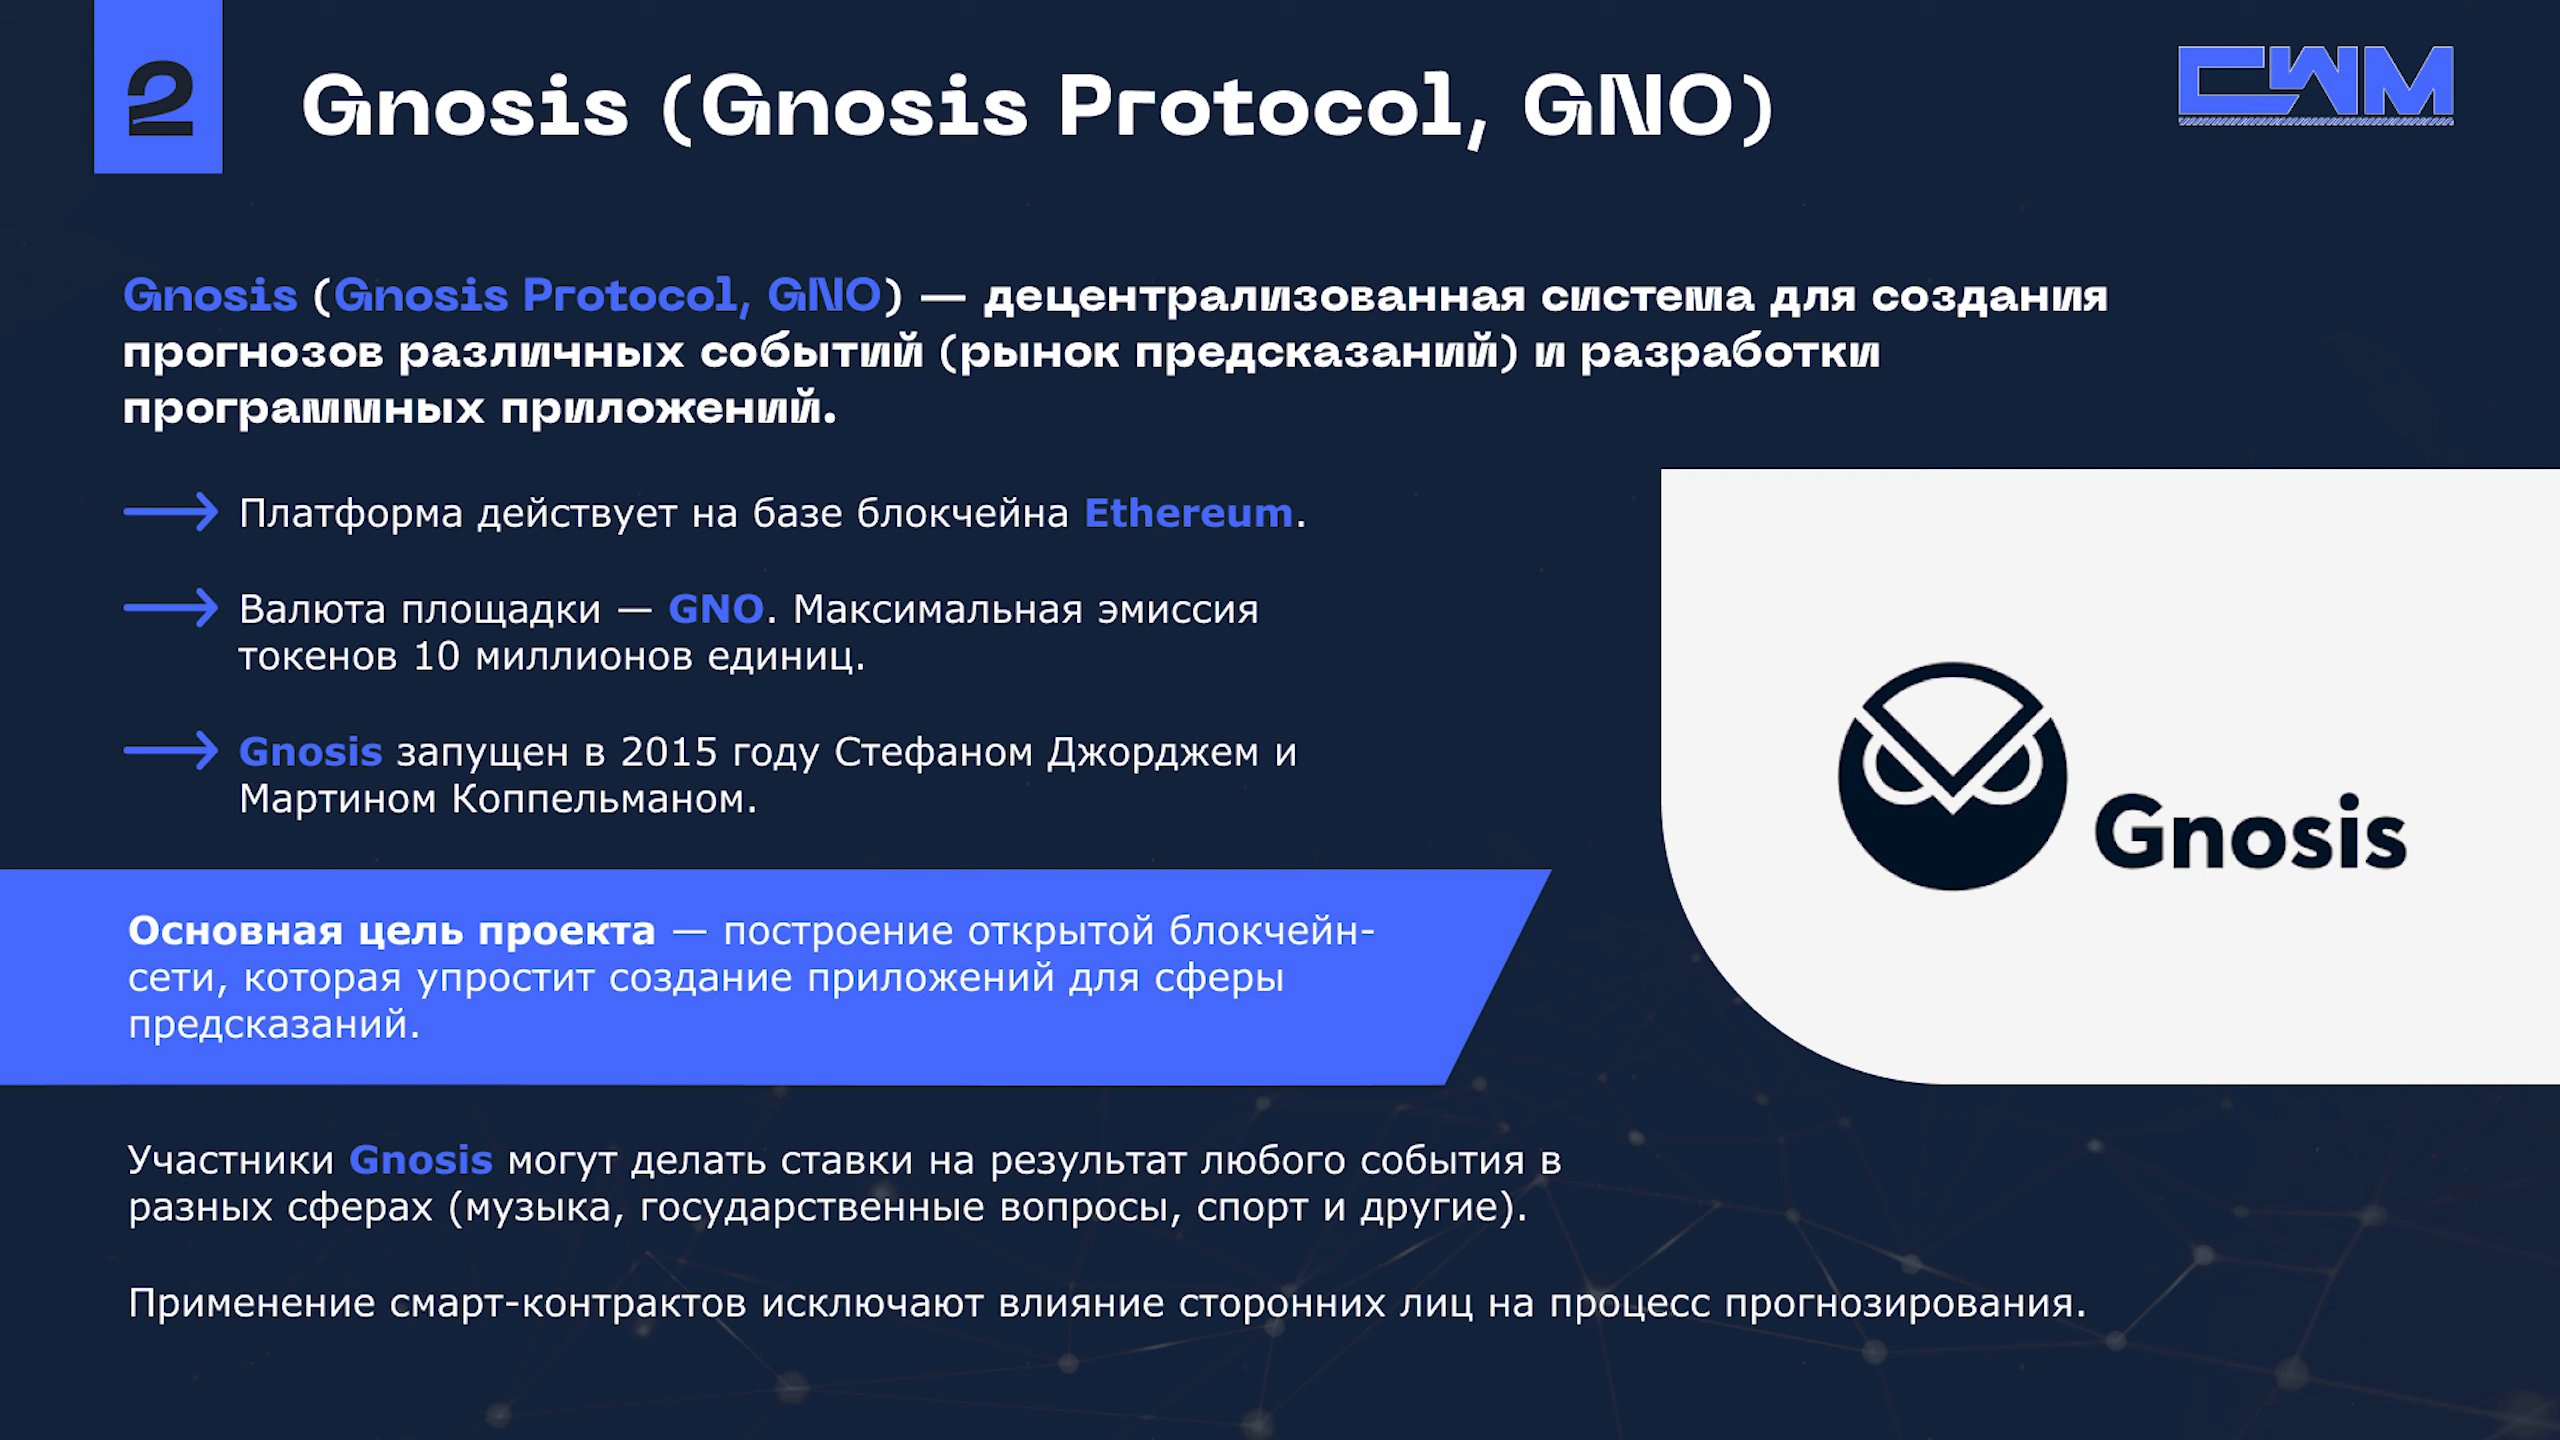 2
Gnosis (Gnosis Protocol, GNO)
CWM
Gnosis (Gnosis Protocol, GNO) — децентрализованная система для создания
прогнозов различных событий (рынок предсказаний) и разработки
программных приложений.
Платформа действует на базе блокчейна Ethereum.
Валюта площадки — GNO. Максимальная эмиссия
токенов 10 миллионов единиц.
Gnosis запущен в 2015 году Стефаном Джорджем и
Мартином Коппельманом.
Gnosis
Основная цель проекта — построение открытой блокчейн-
сети, которая упростит создание приложений для сферы
предсказаний.
Участники Gnosis могут делать ставки на результат любого события в
разных сферах (музыка, государственные вопросы, спорт и другие).
Применение смарт-контрактов исключают влияние сторонних лиц на процесс прогнозирования.